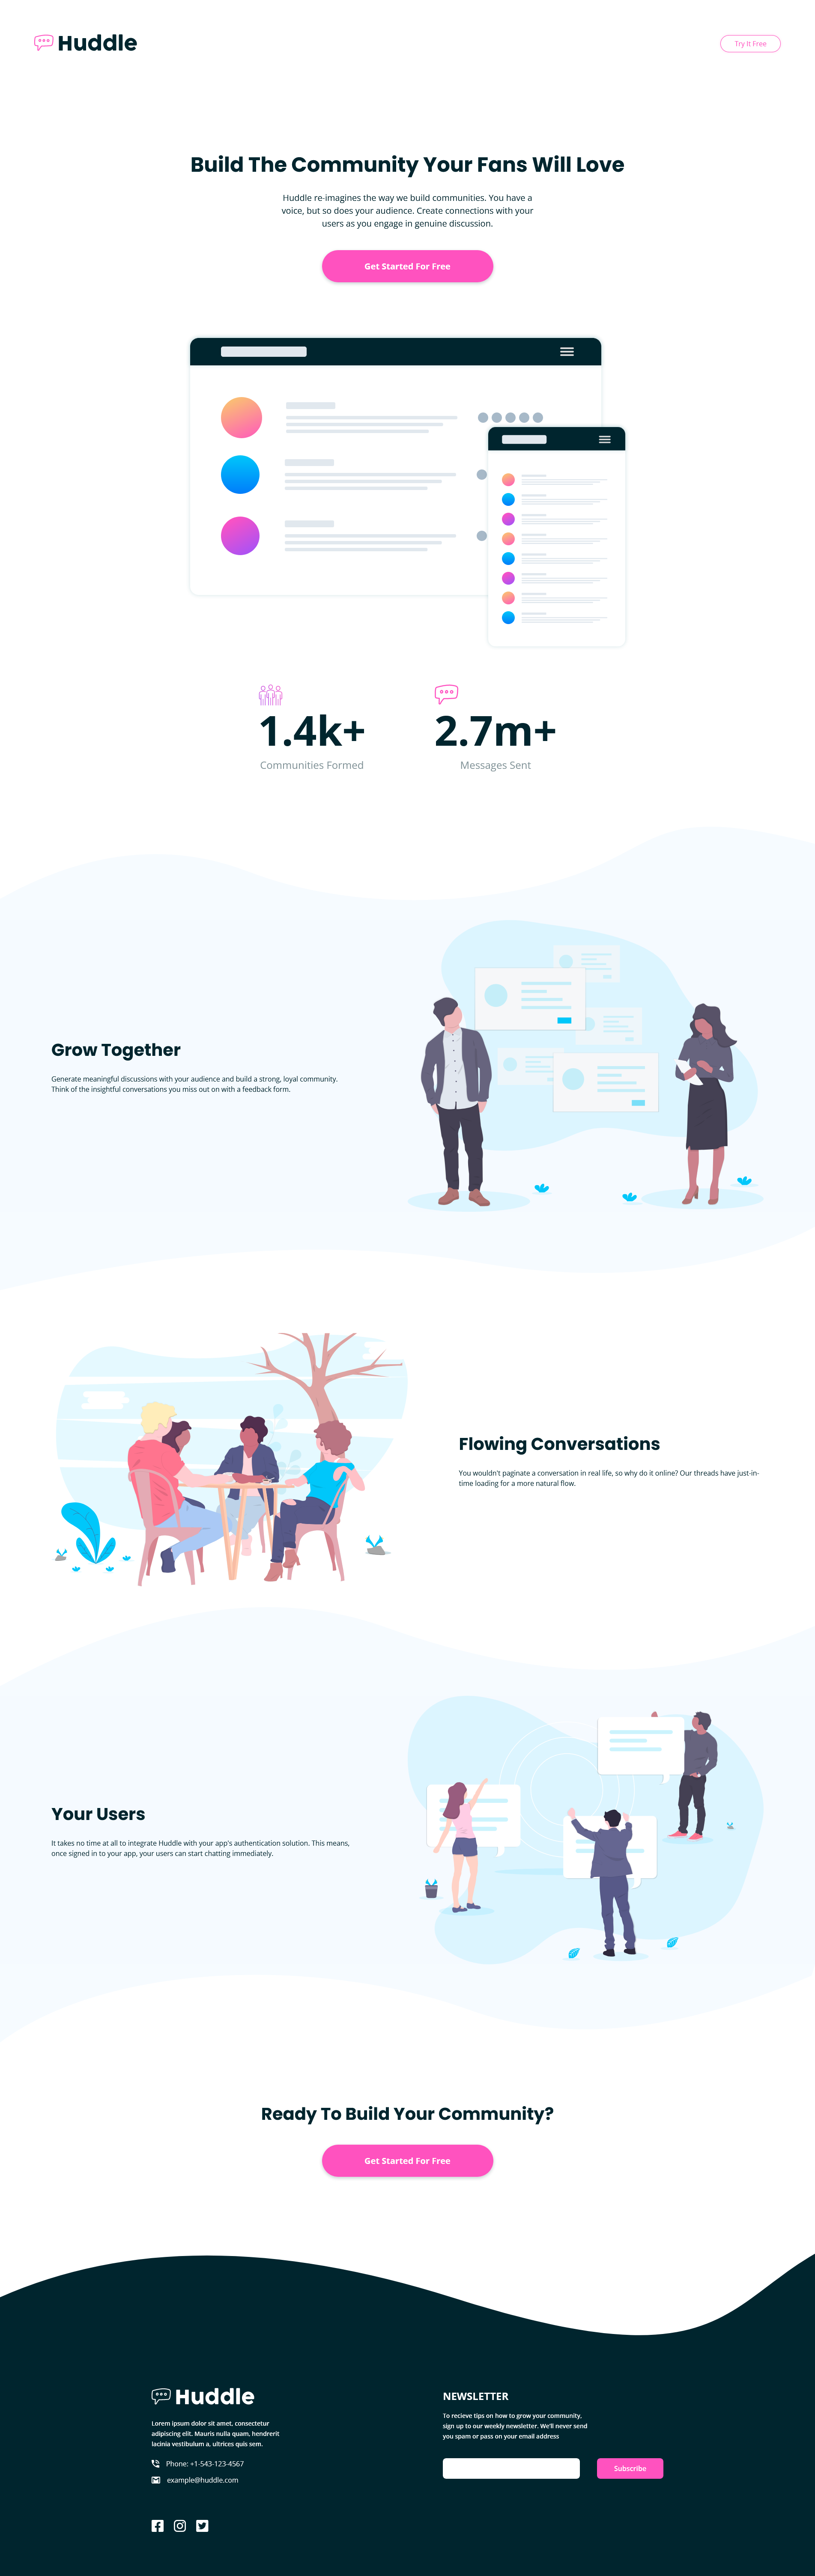 Huddle
Try It Free
Build The Community Your Fans Will Love
Huddle re-imagines the way we build communities. You have a
voice, but so does your audience. Create connections with your
users as you engage in genuine discussion.
Get Started For Free
1.4k+
Communities Formed
2.7m+
Messages Sent
Grow Together
Generate meaningful discussions with your audience and build a strong, loyal community.
Think of the insightful conversations you miss out on with a feedback form.
Flowing Conversations
You wouldn't paginate a conversation in real life, so why do it online? Our threads have just-in-
time loading for a more natural flow.
Your Users
It takes no time at all to integrate Huddle with your app's authentication solution. This means,
once signed in to your app, your users can start chatting immediately.
Ready To Build Your Community?
Get Started For Free
Huddle
Lorem ipsum dolor sit amet, consectetur
adipiscing elit. Mauris nulla quam, hendrerit
lacinia vestibulum a, ultrices quis sem.
Phone: +1-543-123-4567
example@huddle.com
NEWSLETTER
To recieve tips on how to grow your community,
sign up to our weekly newsletter. We'll never send
you spam or pass on your email address
Subscribe